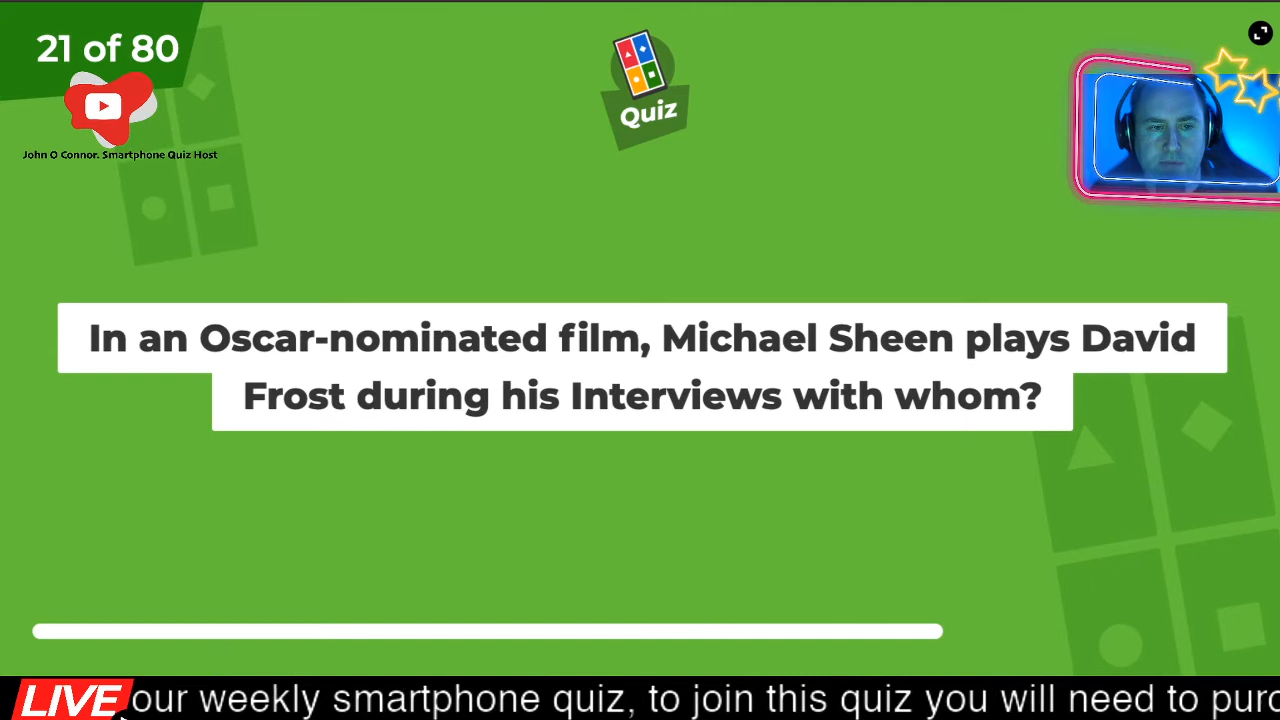 21 of 80
Quiz
John O Connor. Smartphone Quiz Host
In an Oscar-nominated film, Michael Sheen plays David
Frost during his Interviews with whom?
LIVE our weekly smartphone quiz, to join this quiz you will need to purc